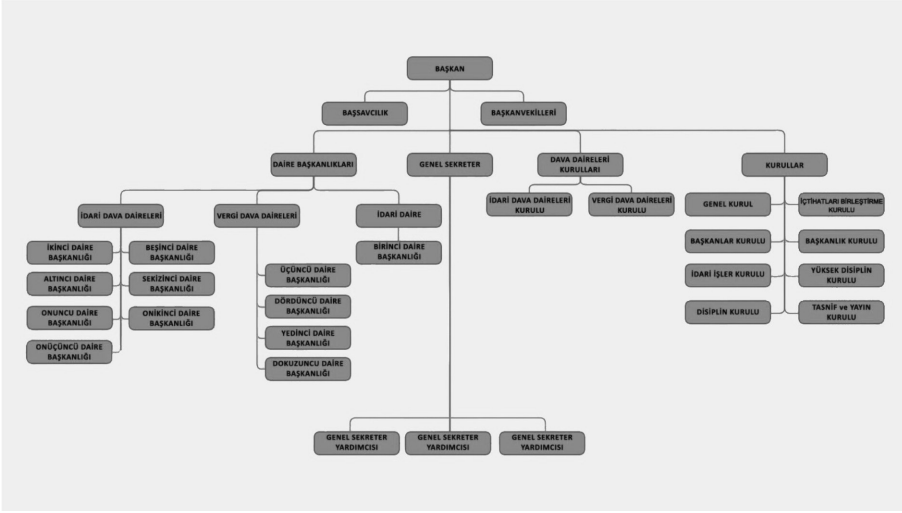 BAŞKAN
BAŞSAVCILIK
BAŞKANVEKİLLERİ
DAİRE BAŞKANLIKLARI
GENEL SEKRETER
DAVA DAİRELERİ
KURULLARI
KURULLAR
İDARİ DAVA DAİRELERİ
VERGİ DAVA DAİRELERİ
İDARİ DAİRE
İDARİ DAVA DAİRELERİ
KURULU
VERGİ DAVA DAİRELERİ
KURULU
GENEL KURUL
İÇTİHATLARI BİRLEŞTİRME
KURULU
İKİNCİ DAİRE
BAŞKANLIĞI
BEŞİNCİ DAİRE
BAŞKANLIĞI
BİRİNCİ DAİRE
BAŞKANLIĞI
BAŞKANLAR KURULU
BAŞKANLIK KURULU
ALTINCI DAİRE
BAŞKANLIĞI
SEKİZİNCİ DAİRE
BAŞKANLIĞI
ÜÇÜNCÜ DAİRE
BAŞKANLIĞI
İDARİ İŞLER KURULU
YÜKSEK DİSİPLİN
KURULU
ONUNCU DAİRE
BAŞKANLIĞI
ONİKİNCİ DAİRE
BAŞKANLIĞI
DÖRDÜNCÜ DAİRE
BAŞKANLIĞI
DİSİPLİN KURULU
TASNİF ve YAYIN
KURULU
ONÜÇÜNCÜ DAİRE
BAŞKANLIĞI
YEDİNCİ DAİRE
BAŞKANLIĞI
DOKUZUNCU DAİRE
BAŞKANLIĞI
GENEL SEKRETER
YARDIMCISI
GENEL SEKRETER
YARDIMCISI
GENEL SEKRETER
YARDIMCISI